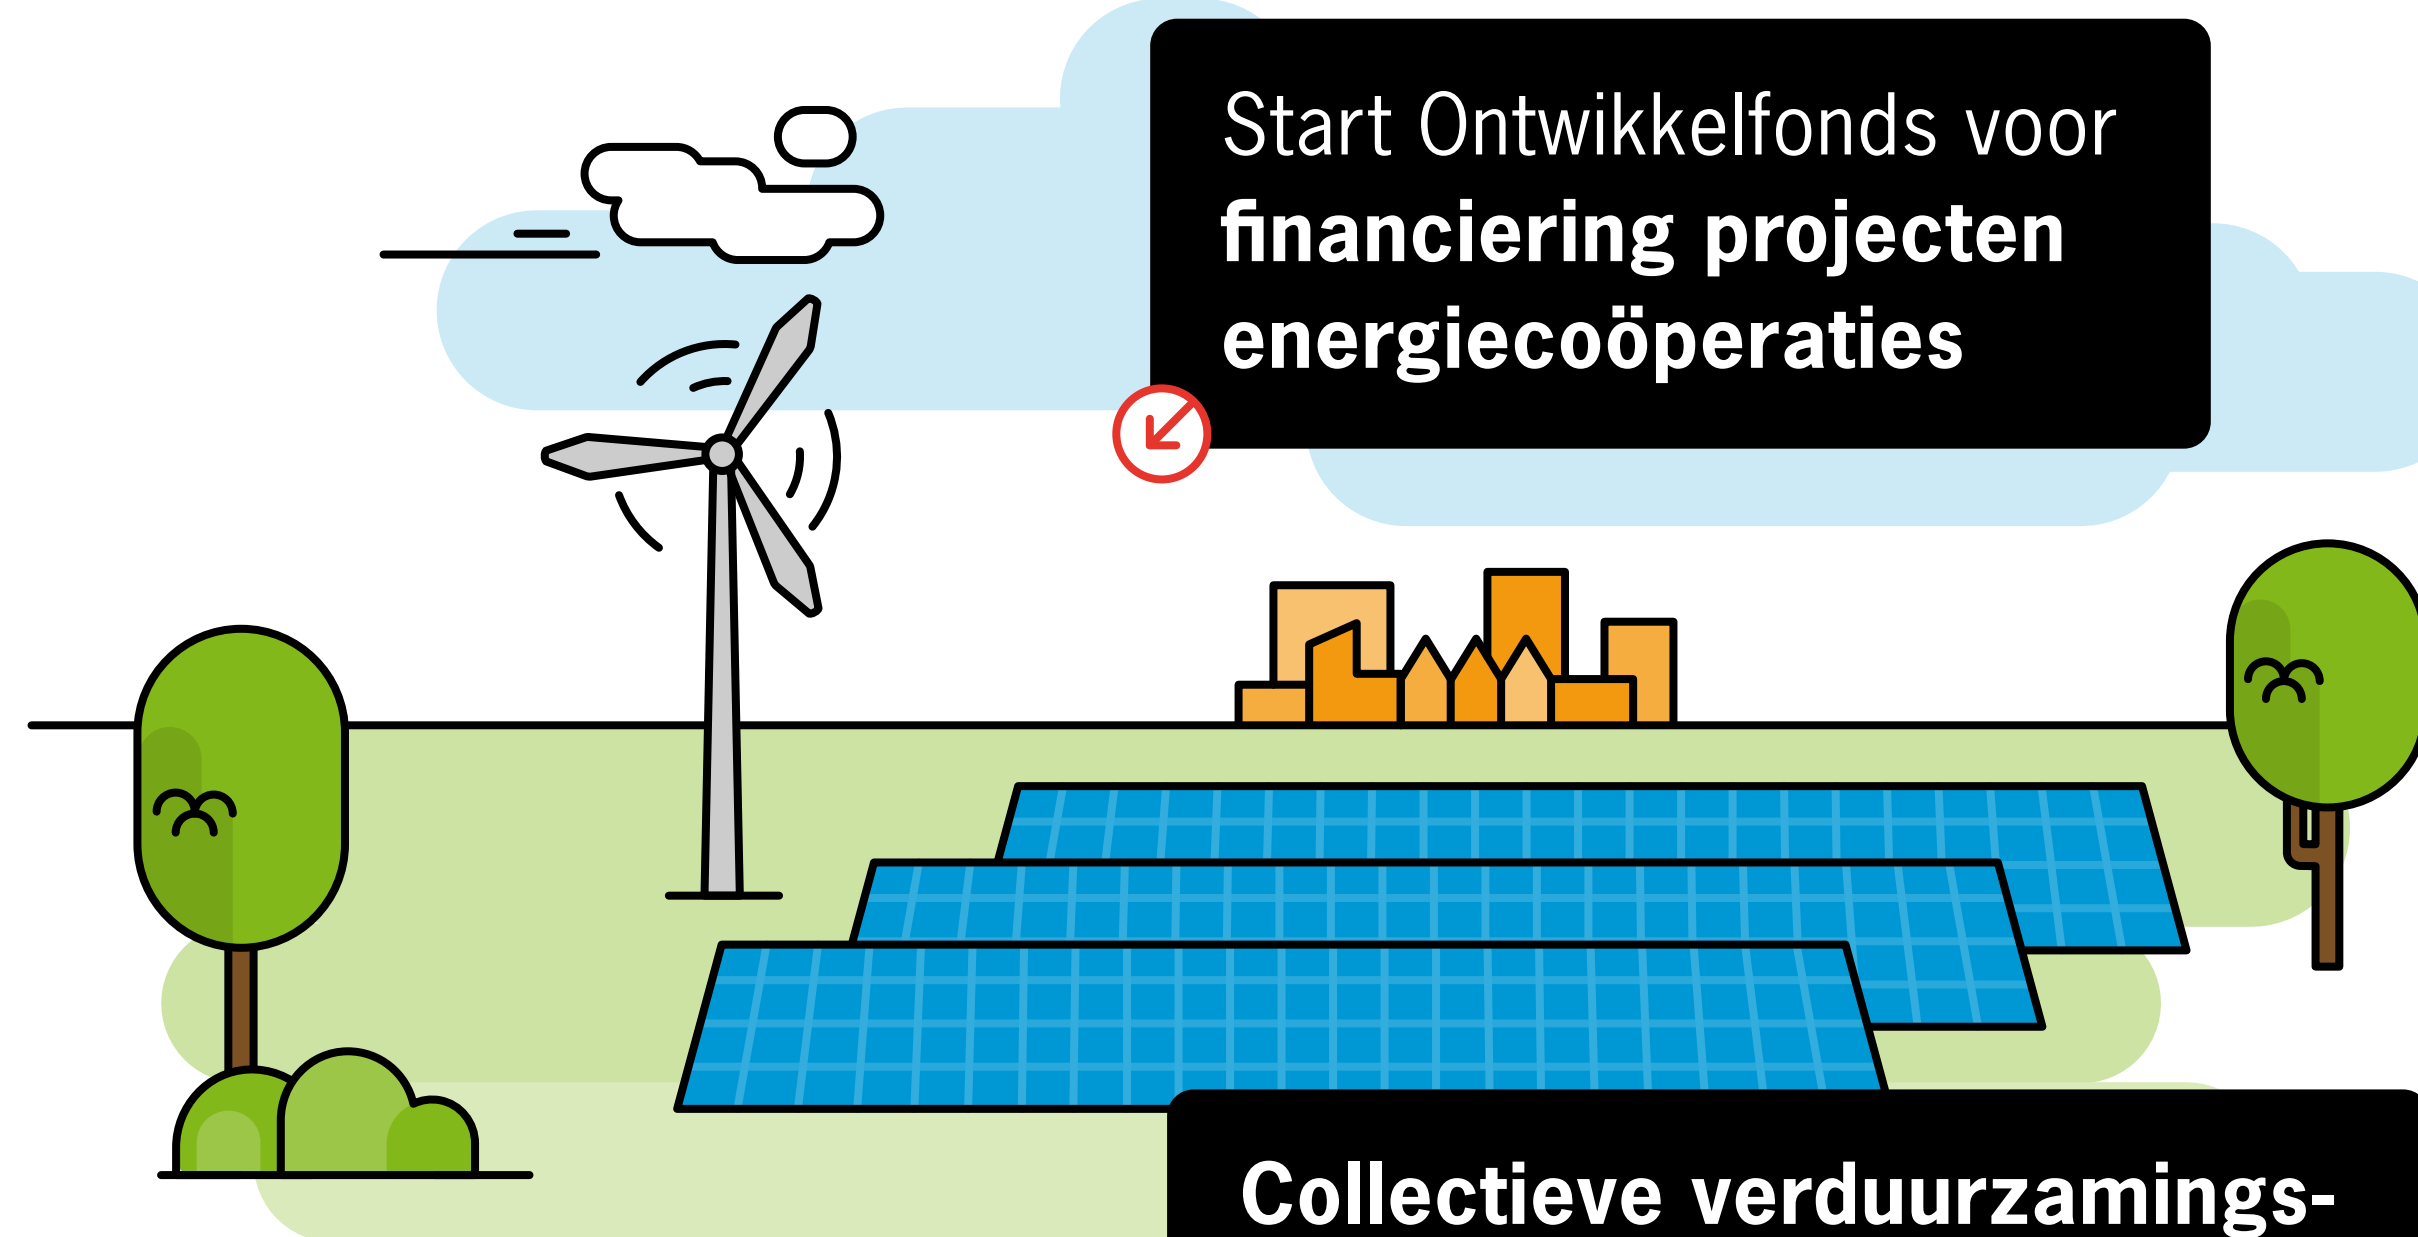 Start Ontwikkelfonds voor
financiering projecten
energiecoöperaties
Collectieve verduurzamings-